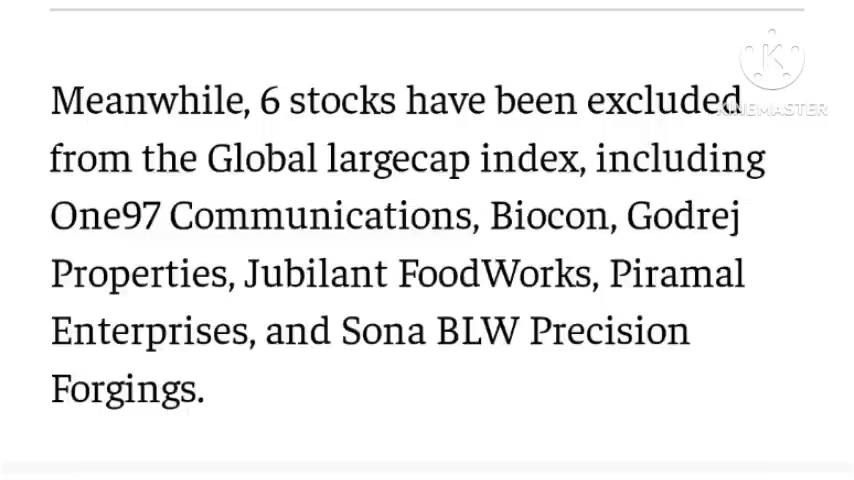 KINEMASTER
Meanwhile, 6 stocks have been excluded
from the Global largecap index, including
One97 Communications, Biocon, Godrej
Properties, Jubilant FoodWorks, Piramal
Enterprises, and Sona BLW Precision
Forgings.